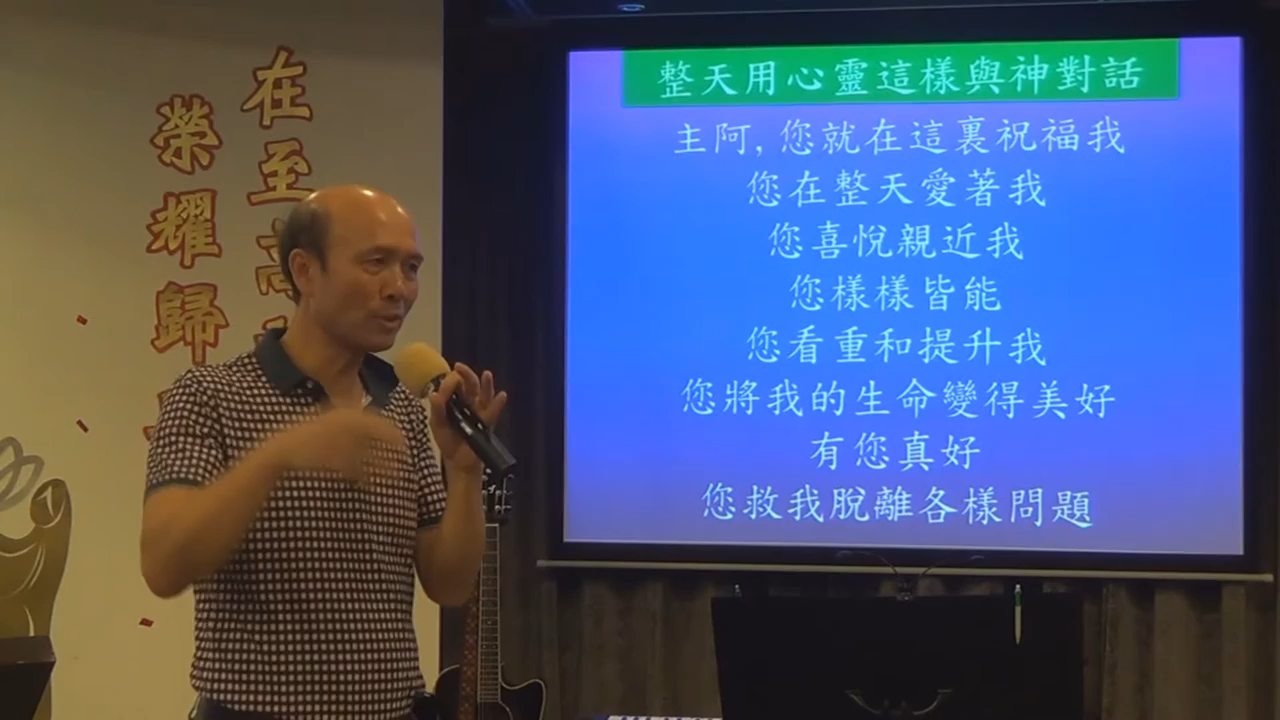 在至高
榮耀歸
整天用心靈這樣與神對話
主阿,您就在這裏祝福我
您在整天愛著我
您喜悅親近我
您樣樣皆能
您看重和提升我
您將我的生命變得美好
有您真好
您救我脫離各樣問題